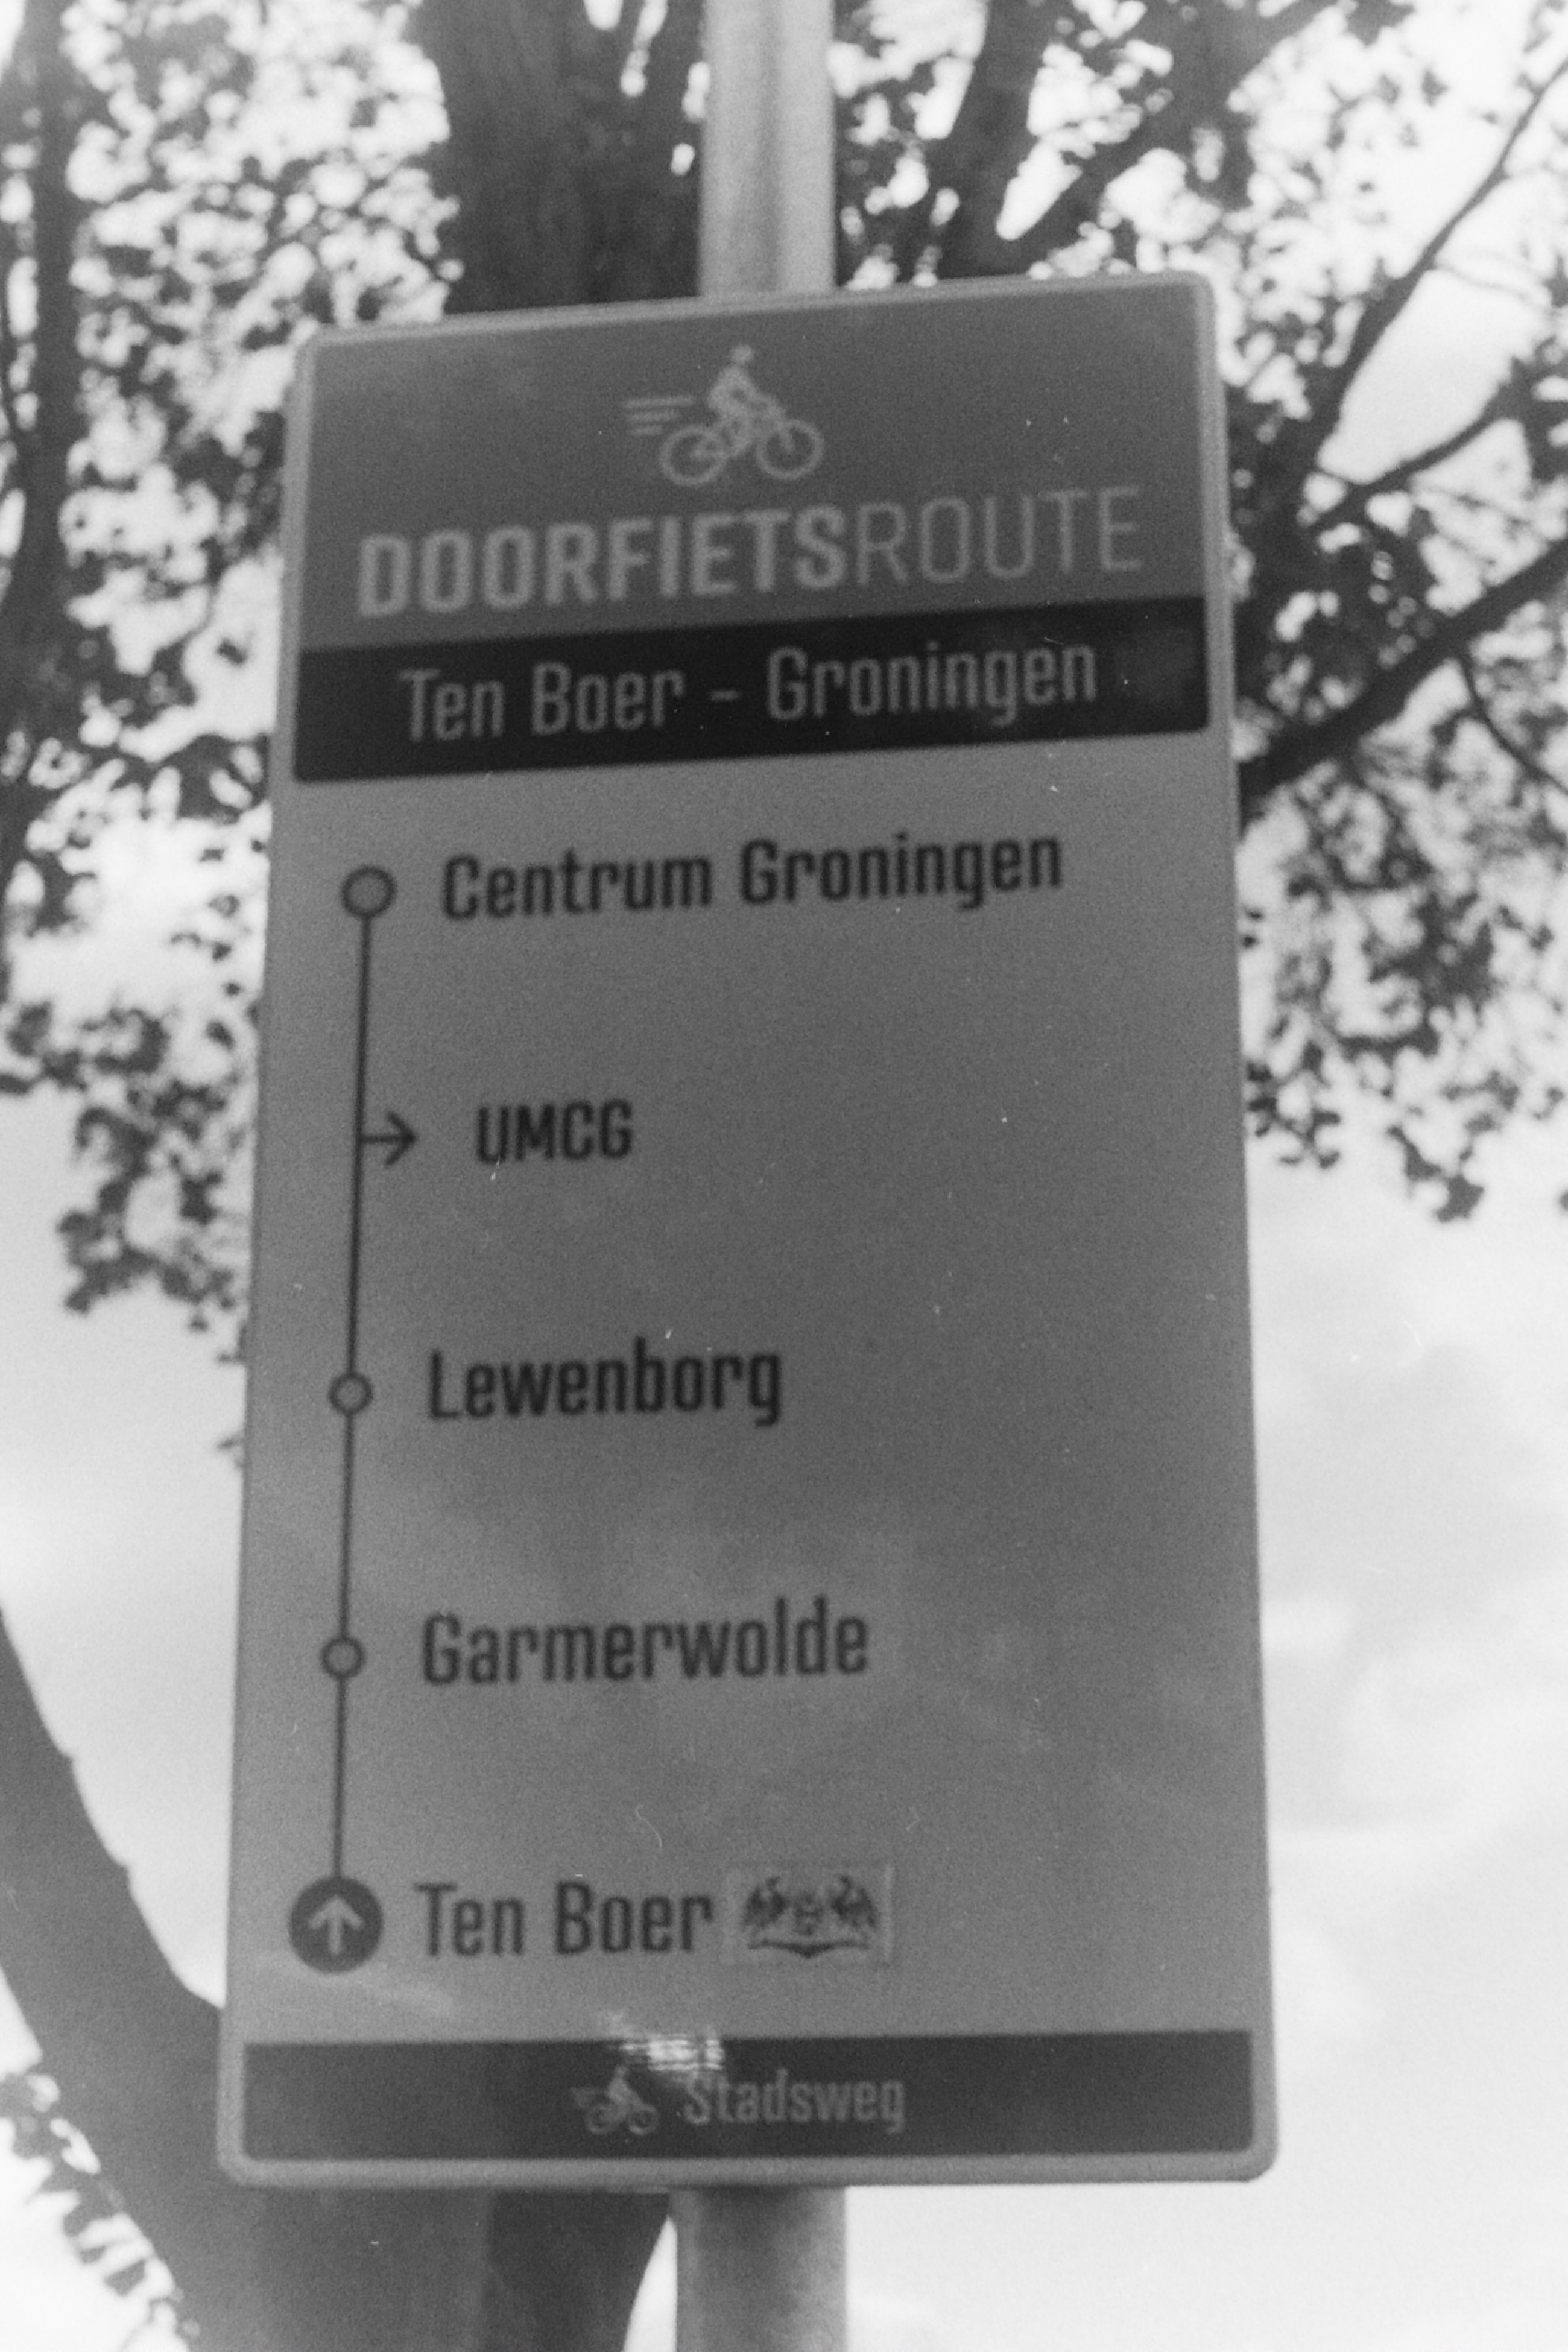 DOORFIETSROUTE
Ten Boer - Groningen
Centrum Groningen
UMCG
Lewenborg
Garmerwolde
Ten Boer
Stadsweg